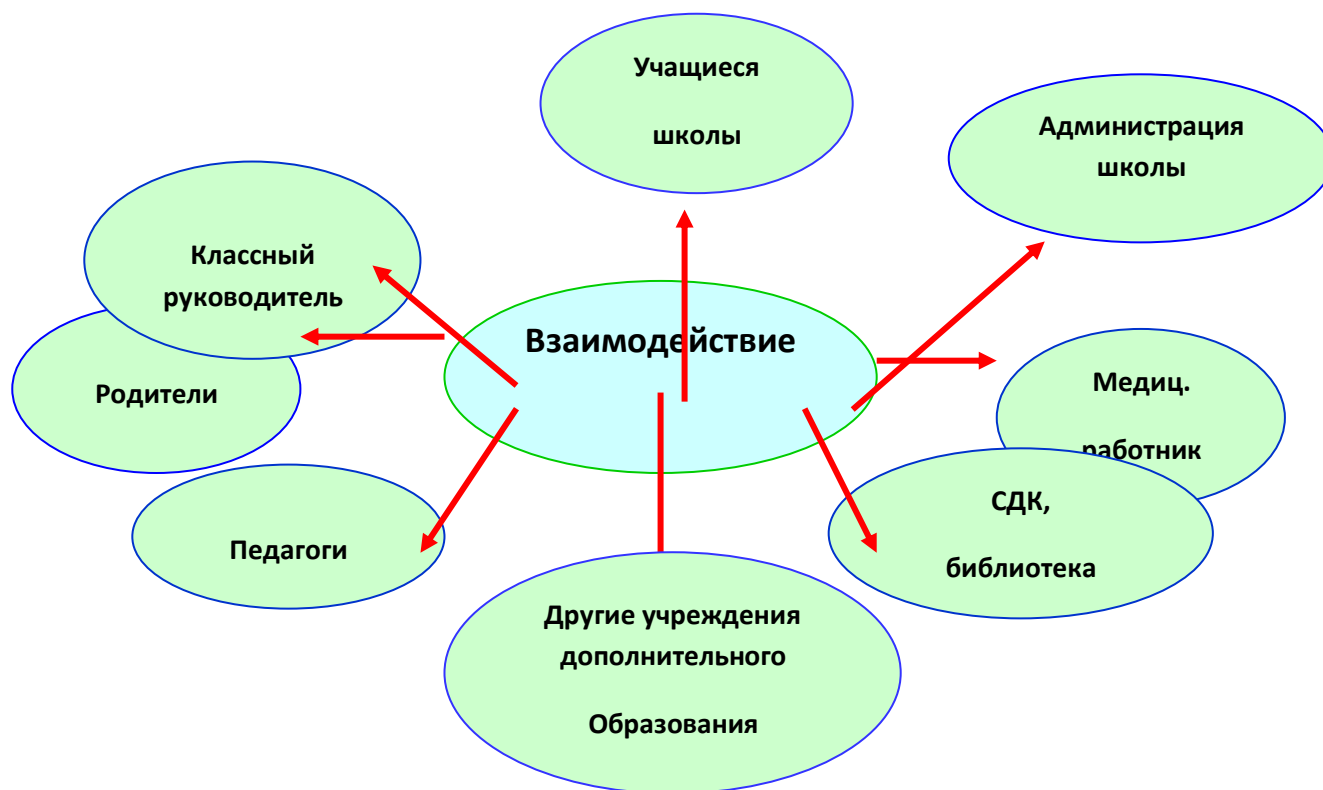 Учащиеся
школы
Администрация
школы
Классный
руководитель
Взаимодействие
Родители
Медиц.
работник
СДК,
библиотека
Педагоги
Другие учреждения
дополнительного
Образования